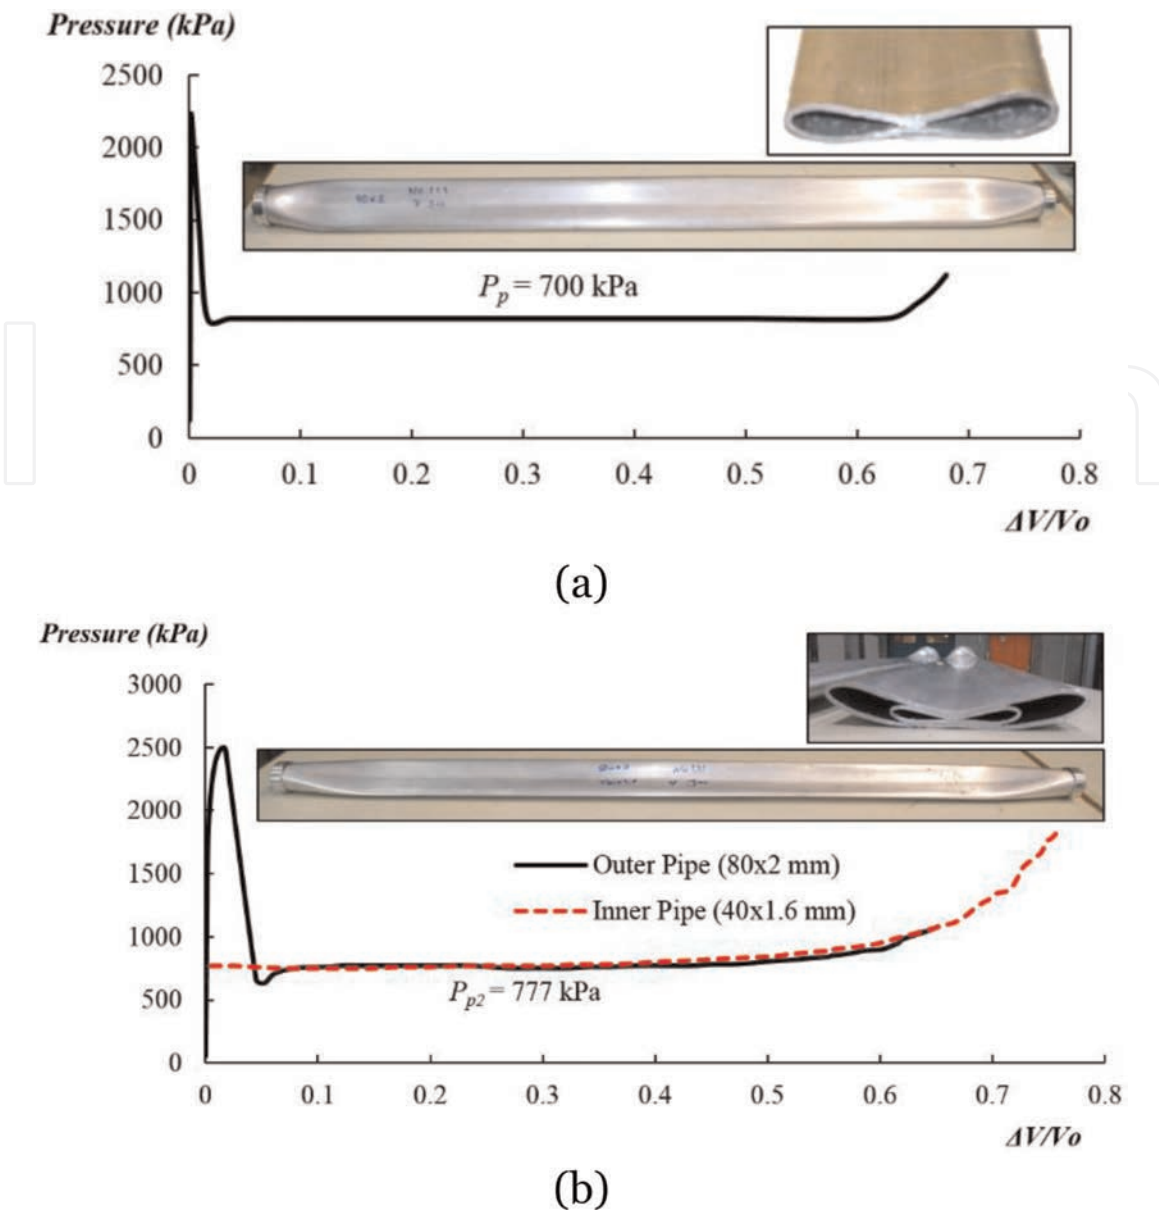 Pressure (kPa)
2500
2000
1500
1000
500
0
P_p = 700 kPa
0 0.1 0.2 0.3 0.4 0.5 0.6 0.7 0.8
ΔV/Vo
(a)
Pressure (kPa)
3000
2500
2000
1500
1000
500
0
Outer Pipe (80x2 mm)
Inner Pipe (40x1.6 mm)
P_p2 = 777 kPa
0 0.1 0.2 0.3 0.4 0.5 0.6 0.7 0.8
ΔV/Vo
(b)